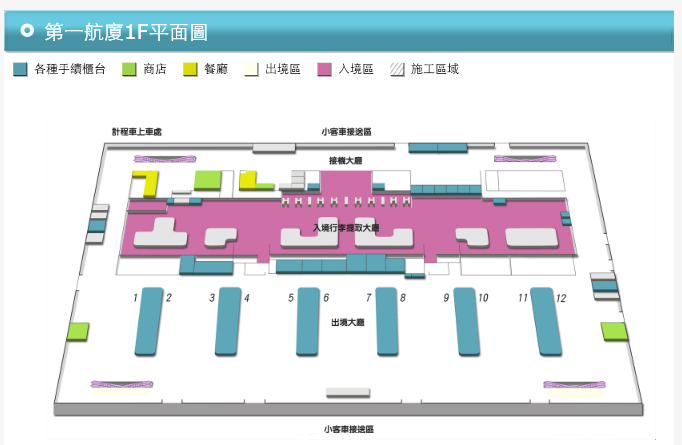 第一航廈1F平面圖
各種手續櫃台 商店 餐廳 出境區 入境區 施工區域
計程車上車處 小客車接送區
接機大廳
入境行李提取大廳
1 2 3 4 5 6 7 8 9 10 11 12
出境大廳
小客車接送區